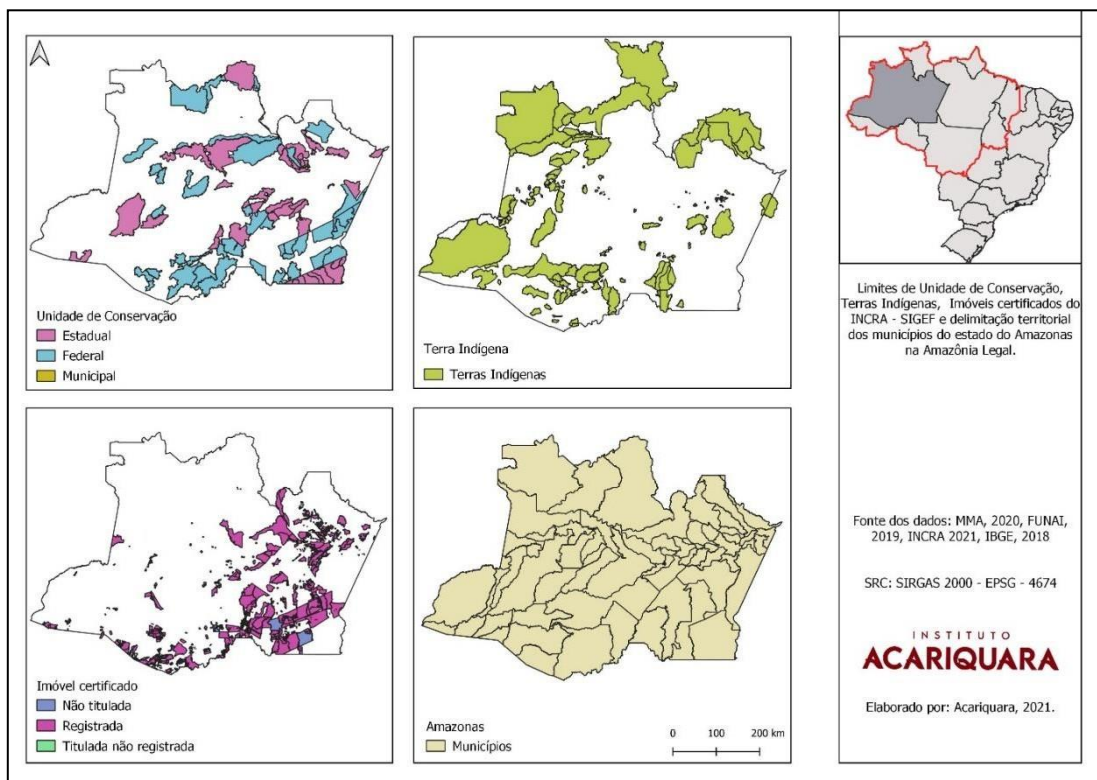 Unidade de Conservação
Estadual
Federal
Municipal
Terra Indígena
Terras Indígenas
Imóvel certificado
Não titulada
Registrada
Titulada não registrada
Amazonas
Municípios
0 100 200 km
Limites de Unidade de Conservação,
Terras Indígenas, Imóveis certificados do
INCRA - SIGEF e delimitação territorial
dos municípios do estado do Amazonas
na Amazônia Legal.
Fonte dos dados: MMA, 2020, FUNAI,
2019, INCRA 2021, IBGE, 2018
SRC: SIRGAS 2000 - EPSG - 4674
INSTITUTO
ACARIQUARA
Elaborado por: Acariquara, 2021.